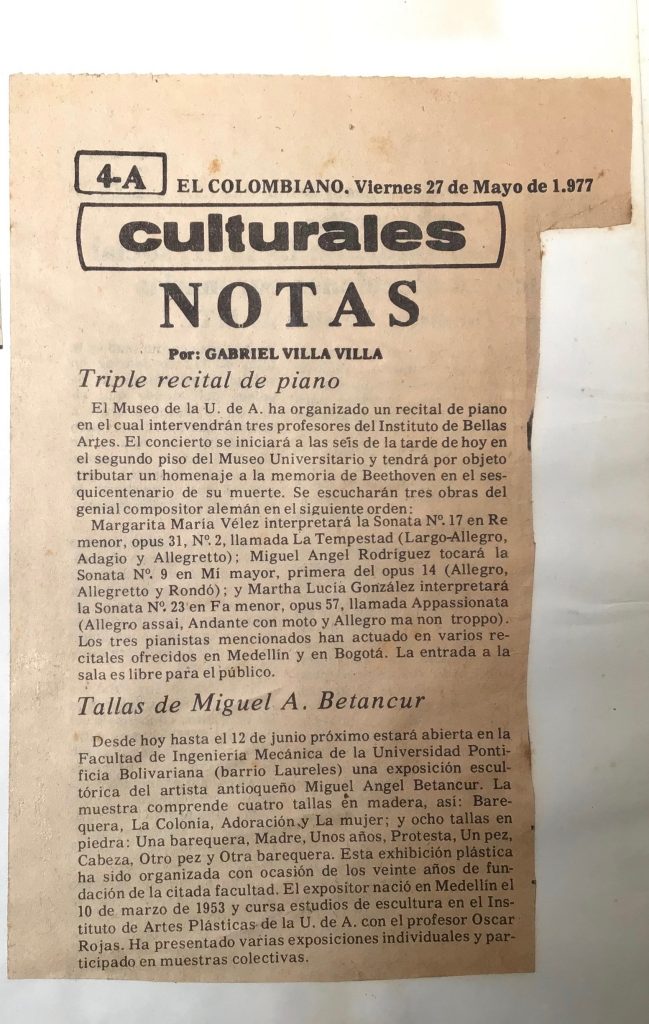 4-A
EL COLOMBIANO. Viernes 27 de Mayo de 1.977
culturales
NOTAS
Por: GABRIEL VILLA VILLA
Triple recital de piano
El Museo de la U. de A. ha organizado un recital de piano
en el cual intervendrán tres profesores del Instituto de Bellas
Artes. El concierto se iniciará a las seis de la tarde de hoy en
el segundo piso del Museo Universitario y tendrá por objeto
tributar un homenaje a la memoria de Beethoven en el ses-
quicentenario de su muerte. Se escucharán tres obras del
genial compositor alemán en el siguiente orden:
Margarita María Vélez interpretará la Sonata Nº. 17 en Re
menor, opus 31, Nº. 2, llamada La Tempestad (Largo-Allegro,
Adagio y Allegretto); Miguel Angel Rodríguez tocará la
Sonata Nº. 9 en Mi mayor, primera del opus 14 (Allegro,
Allegretto y Rondó); y Martha Lucía González interpretará
la Sonata Nº. 23 en Fa menor, opus 57, llamada Appassionata
(Allegro assai, Andante con moto y Allegro ma non troppo).
Los tres pianistas mencionados han actuado en varios re-
citales ofrecidos en Medellín y en Bogotá. La entrada a la
sala es libre para el público.
Tallas de Miguel A. Betancur
Desde hoy hasta el 12 de junio próximo estará abierta en la
Facultad de Ingeniería Mecánica de la Universidad Ponti-
ficia Bolivariana (barrio Laureles) una exposición escul-
tórica del artista antioqueño Miguel Angel Betancur. La
muestra comprende cuatro tallas en madera, así: Bare-
quera, La Colonia, Adoración y La mujer; y ocho tallas en
piedra: Una barequera, Madre, Unos años, Protesta, Un pez,
Cabeza, Otro pez y Otra barequera. Esta exhibición plástica
ha sido organizada con ocasión de los veinte años de fun-
dación de la citada facultad. El expositor nació en Medellín el
10 de marzo de 1953 y cursa estudios de escultura en el Ins-
tituto de Artes Plásticas de la U. de A. con el profesor Oscar
Rojas. Ha presentado varias exposiciones individuales y par-
ticipado en muestras colectivas.